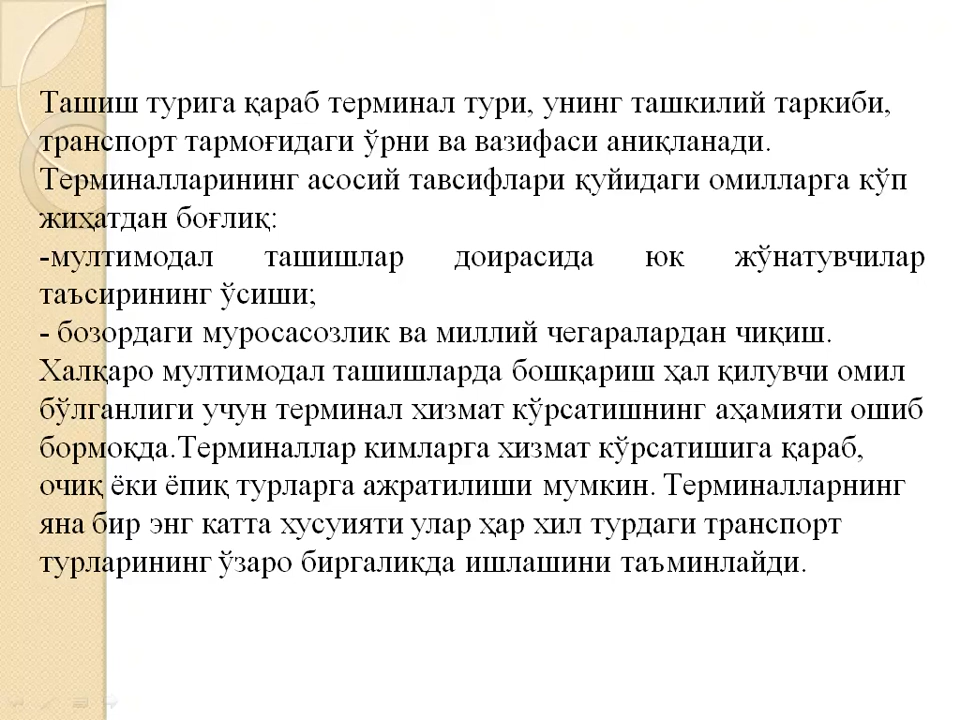 Ташиш турига қараб терминал тури, унинг ташкилий таркиби,
транспорт тармоғидаги ўрни ва вазифаси аниқланади.
Терминалларининг асосий тавсифлари қуйидаги омилларга кўп
жиҳатдан боғлиқ:
-мултимодал ташишлар доирасида юк жўнатувчилар
таъсирининг ўсиши;
- бозордаги муросасозлик ва миллий чегаралардан чиқиш.
Халқаро мултимодал ташишларда бошқариш ҳал қилувчи омил
бўлганлиги учун терминал хизмат кўрсатишнинг аҳамияти ошиб
бормоқда.Терминаллар кимларга хизмат кўрсатишига қараб,
очиқ ёки ёпиқ турларга ажратилиши мумкин. Терминалларнинг
яна бир энг катта хусуияти улар ҳар хил турдаги транспорт
турларининг ўзаро биргаликда ишлашини таъминлайди.